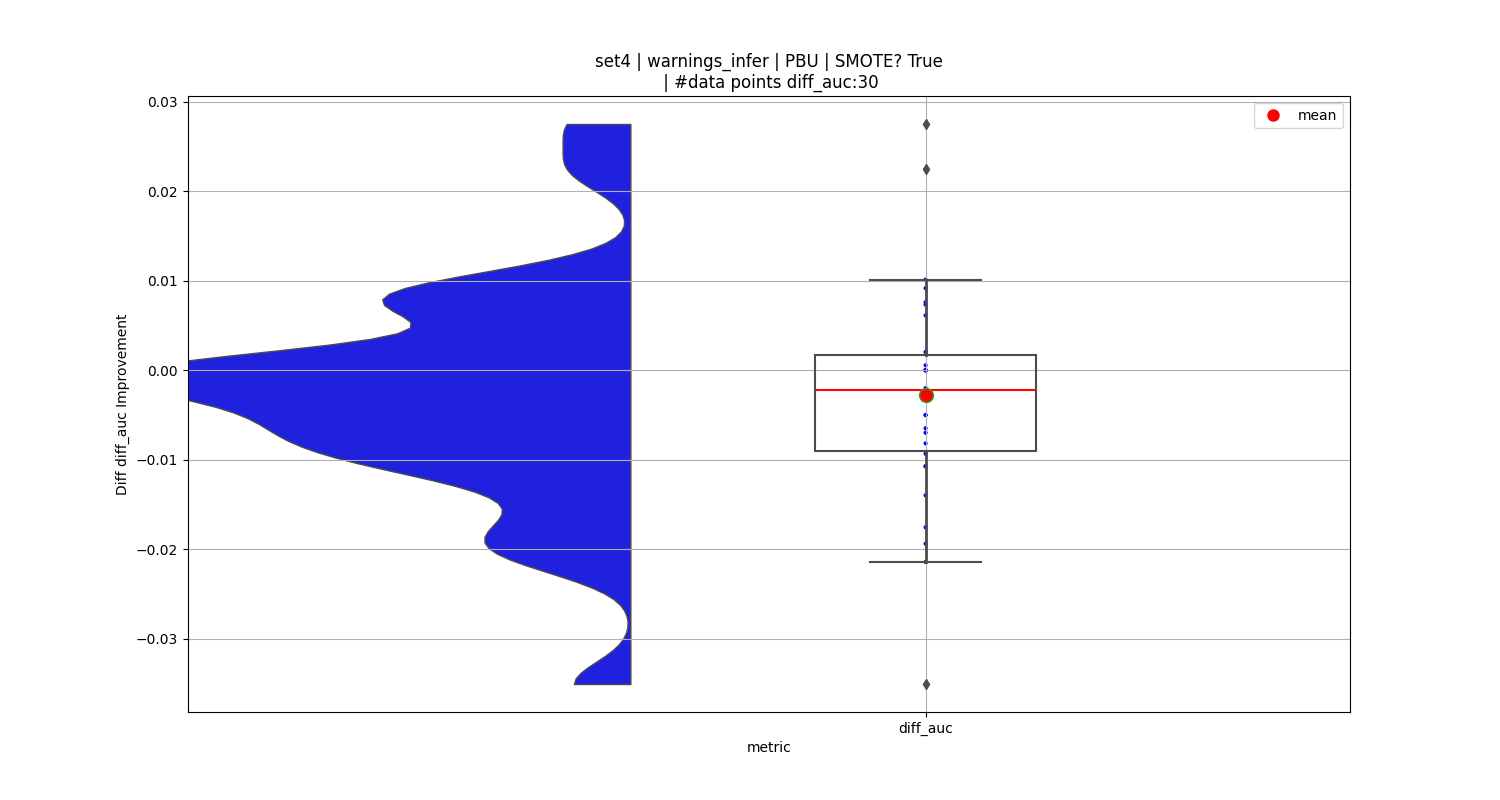 set4 | warnings_infer | PBU | SMOTE? True
| #data points diff_auc:30
mean
0.03
0.02
0.01
0.00
−0.01
−0.02
−0.03
Diff diff_auc Improvement
diff_auc
metric